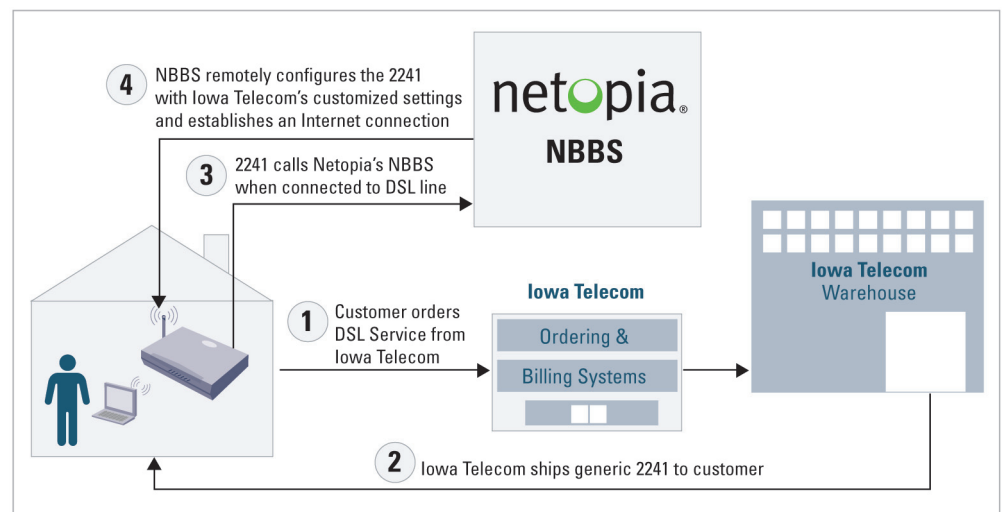 4
NBBS remotely configures the 2241
with Iowa Telecom's customized settings
and establishes an Internet connection
netopia®
NBBS
3
2241 calls Netopia's NBBS
when connected to DSL line
1
Customer orders
DSL Service from
Iowa Telecom
Iowa Telecom
Ordering &
Billing Systems
Iowa Telecom
Warehouse
2
Iowa Telecom ships generic 2241 to customer